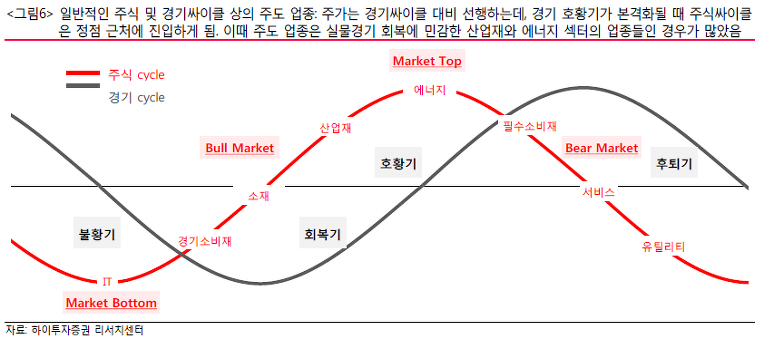 <그림6> 일반적인 주식 및 경기싸이클 상의 주도 업종: 주가는 경기싸이클 대비 선행하는데, 경기 호황기가 본격화될 때 주식싸이클
은 정점 근처에 진입하게 됨. 이때 주도 업종은 실물경기 회복에 민감한 산업재와 에너지 섹터의 업종들인 경우가 많았음
주식 cycle
경기 cycle
Market Top
에너지
산업재
필수소비재
Bull Market
Bear Market
호황기
후퇴기
소재
서비스
불황기
경기소비재
회복기
유틸리티
IT
Market Bottom
자료: 하이투자증권 리서치센터